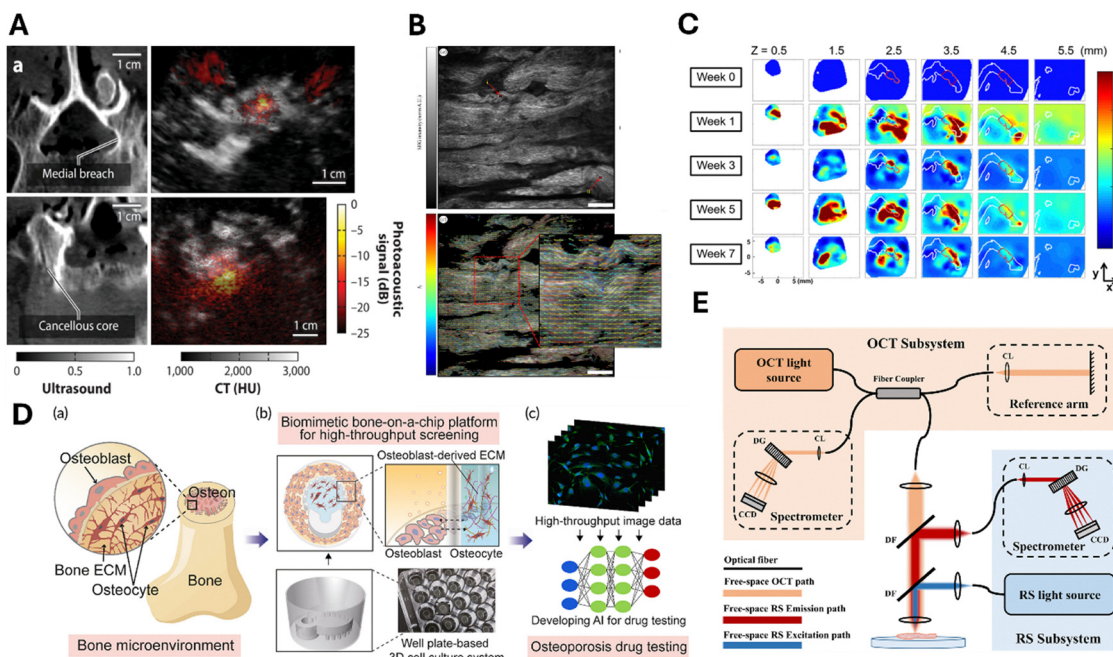 A
a
1 cm
Medial breach
1 cm
1 cm
Cancellous core
1 cm
0
−5
−10
−15
−20
−25
Photoacoustic
signal (dB)
0
0.5
1.0
Ultrasound
1,000
2,000
3,000
CT (HU)
B
C
Z = 0.5
1.5
2.5
3.5
4.5
5.5
(mm)
Week 0
Week 1
Week 3
Week 5
Week 7
5
0
-5
-5 0 5 (mm)
y
x
D
(a)
Osteoblast
Osteon
Bone ECM
Osteocyte
Bone
Bone microenvironment
(b)
Biomimetic bone-on-a-chip platform
for high-throughput screening
Osteoblast-derived ECM
Osteoblast
Osteocyte
Well plate-based
3D cell culture system
(c)
High-throughput image data
Developing AI for drug testing
Osteoporosis drug testing
E
OCT Subsystem
OCT light
source
Fiber Coupler
CL
Reference arm
DG
CL
CCD
Spectrometer
CL
DG
CCD
Spectrometer
DF
DF
RS light source
RS Subsystem
Optical fiber
Free-space OCT path
Free-space RS Emission path
Free-space RS Excitation path